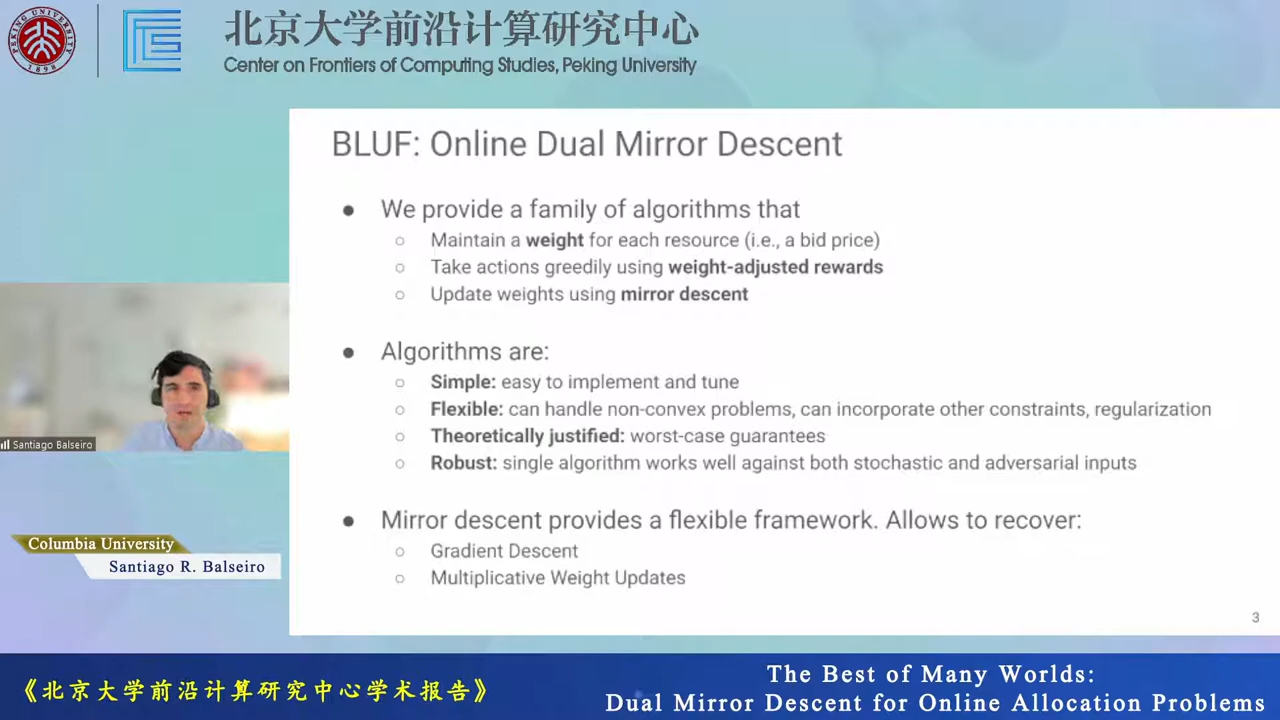 PEKING UNIVERSITY
1898
北京大学前沿计算研究中心
Center on Frontiers of Computing Studies, Peking University
BLUF: Online Dual Mirror Descent
● We provide a family of algorithms that
○ Maintain a weight for each resource (i.e., a bid price)
○ Take actions greedily using weight-adjusted rewards
○ Update weights using mirror descent
● Algorithms are:
○ Simple: easy to implement and tune
○ Flexible: can handle non-convex problems, can incorporate other constraints, regularization
○ Theoretically justified: worst-case guarantees
○ Robust: single algorithm works well against both stochastic and adversarial inputs
● Mirror descent provides a flexible framework. Allows to recover:
○ Gradient Descent
○ Multiplicative Weight Updates
3
Santiago Balseiro
Columbia University
Santiago R. Balseiro
《北京大学前沿计算研究中心学术报告》
The Best of Many Worlds:
Dual Mirror Descent for Online Allocation Problems